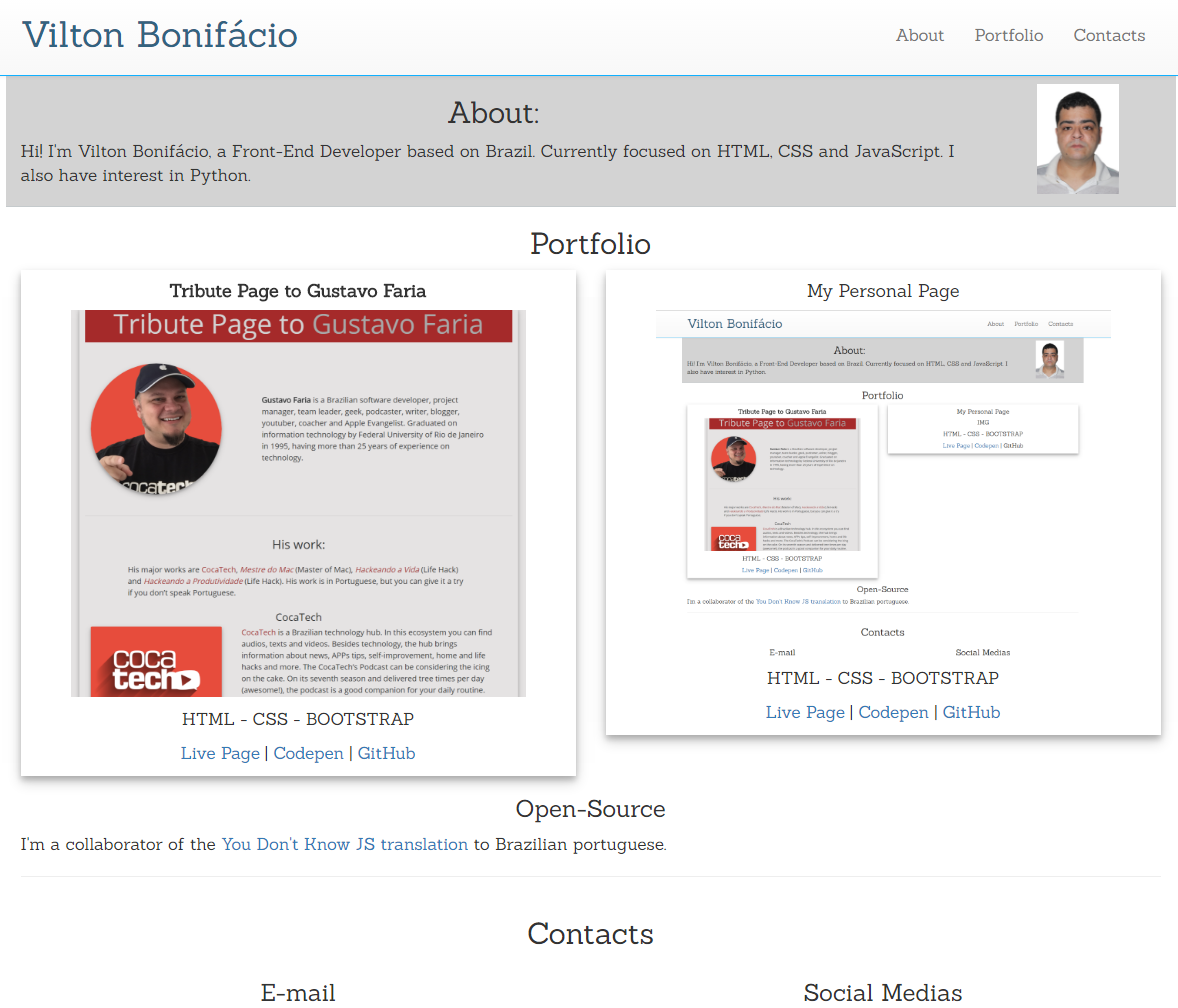 Vilton Bonifácio
About Portfolio Contacts
About:
Hi! I'm Vilton Bonifácio, a Front-End Developer based on Brazil. Currently focused on HTML, CSS and JavaScript. I
also have interest in Python.
Portfolio
Tribute Page to Gustavo Faria
Tribute Page to Gustavo Faria
Gustavo Faria is a Brazilian software developer, project
manager, team leader, geek, podcaster, writer, blogger,
youtuber, coacher and Apple Evangelist. Graduated on
information technology by Federal University of Rio de Janeiro
in 1995, having more than 25 years of experience on
technology.
cocatech
His work:
His major works are CocaTech, Mestre do Mac (Master of Mac), Hackeando a Vida (Life Hack)
and Hackeando a Produtividade (Life Hack). His work is in Portuguese, but you can give it a try
if you don't speak Portuguese.
CocaTech
CocaTech is a Brazilian technology hub. In this ecosystem you can find
audios, texts and videos. Besides technology, the hub brings
information about news, APPs tips, self-improvement, home and life
hacks and more. The CocaTech's Podcast can be considering the icing
on the cake. On its seventh season and delivered tree times per day
(awesome!), the podcast is a good companion for your daily routine.
coca
tech
HTML - CSS - BOOTSTRAP
Live Page | Codepen | GitHub
My Personal Page
Vilton Bonifácio
About Portfolio Contacts
About:
Hi! I'm Vilton Bonifácio, a Front-End Developer based on Brazil. Currently focused on HTML, CSS and JavaScript. I
also have interest in Python.
Portfolio
Tribute Page to Gustavo Faria
Tribute Page to Gustavo Faria
His work:
CocaTech
coca
tech
HTML - CSS - BOOTSTRAP
Live Page | Codepen | GitHub
My Personal Page
IMG
HTML - CSS - BOOTSTRAP
Live Page | Codepen | GitHub
Open-Source
I'm a collaborator of the You Don't Know JS translation to Brazilian portuguese.
Contacts
E-mail Social Medias
HTML - CSS - BOOTSTRAP
Live Page | Codepen | GitHub
Open-Source
I'm a collaborator of the You Don't Know JS translation to Brazilian portuguese.
Contacts
E-mail Social Medias